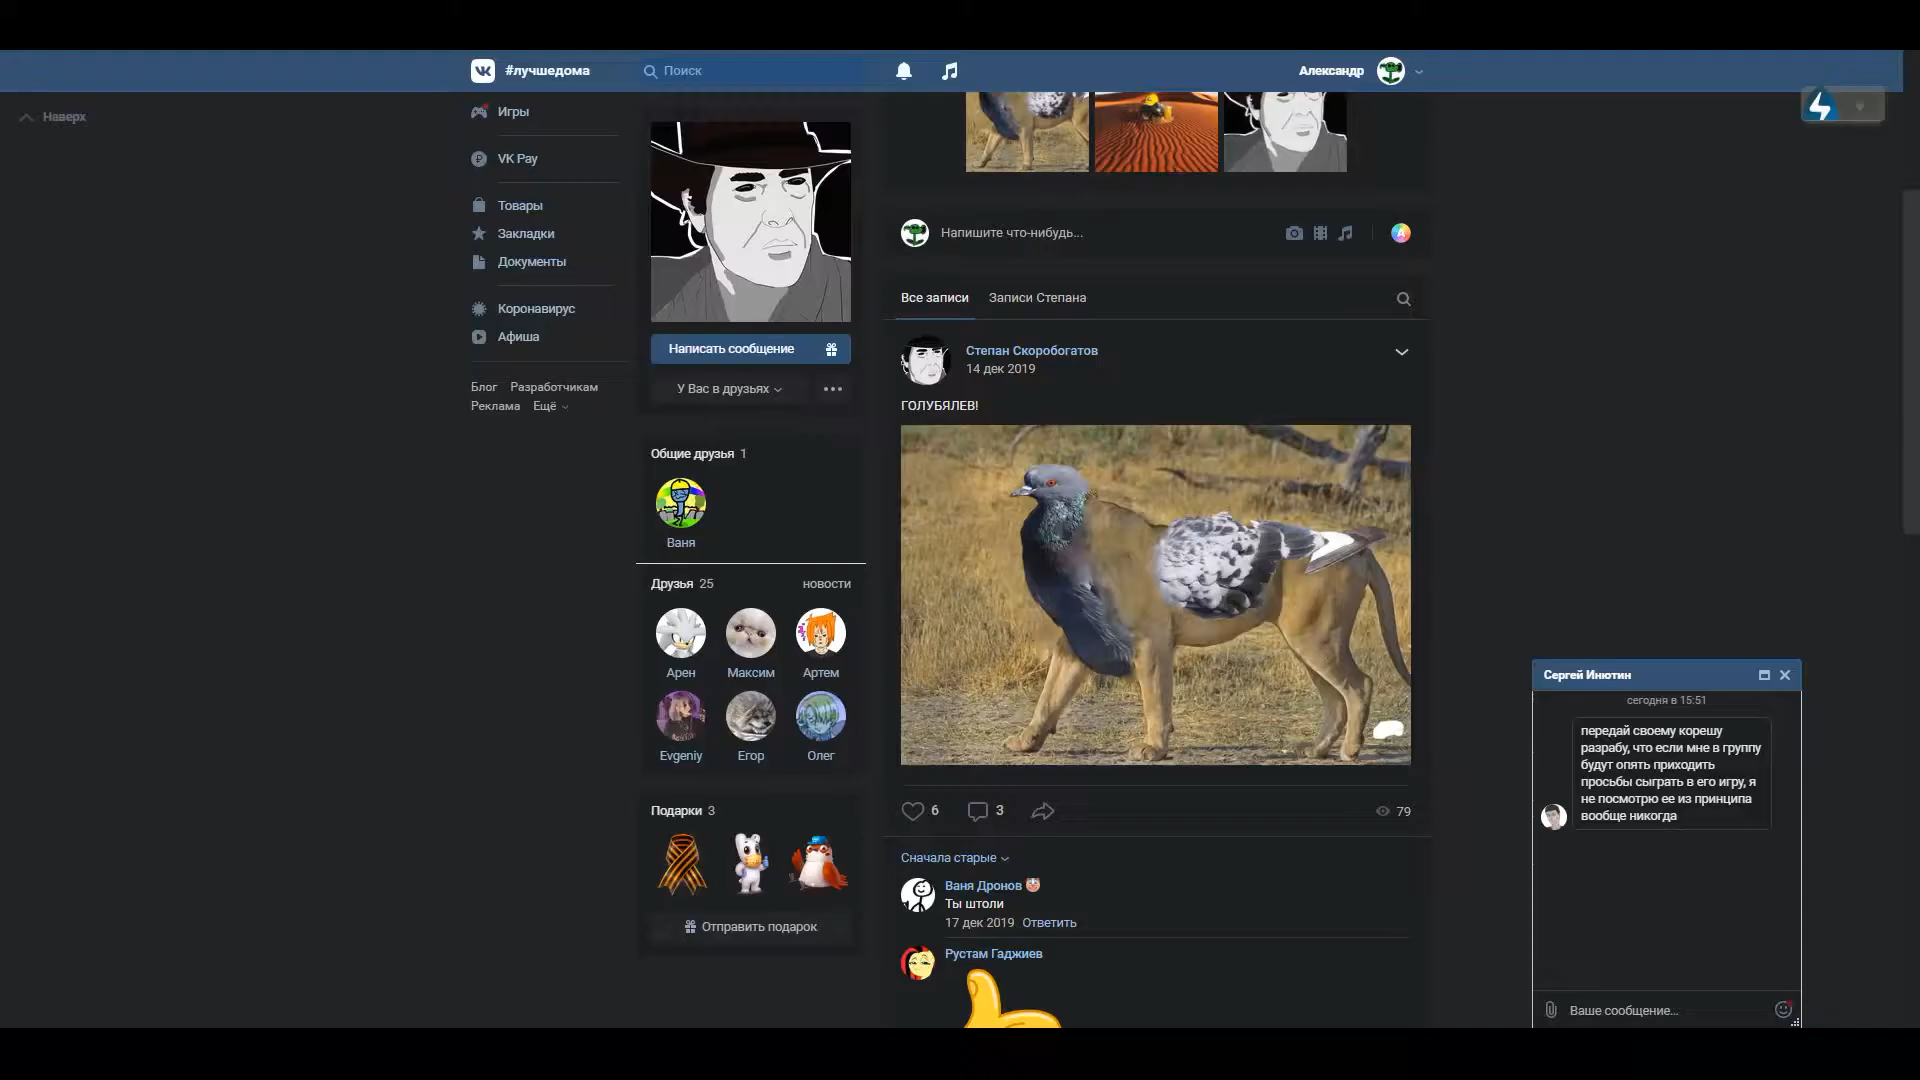 #лучшедома
Поиск
Александр
Наверх
Игры
VK Pay
Товары
Закладки
Документы
Коронавирус
Афиша
Блог Разработчикам
Реклама Ещё
Написать сообщение
У Вас в друзьях
Общие друзья 1
Ваня
Друзья 25 новости
Арен Максим Артем
Evgeniy Егор Олег
Подарки 3
Отправить подарок
Напишите что-нибудь...
Все записи Записи Степана
Степан Скоробогатов
14 дек 2019
ГОЛУБЯЛЕВ!
6 3 79
Сначала старые
Ваня Дронов
Ты штоли
17 дек 2019 Ответить
Рустам Гаджиев
Сергей Инютин
сегодня в 15:51
передай своему корешу
разрабу, что если мне в группу
будут опять приходить
просьбы сыграть в его игру, я
не посмотрю ее из принципа
вообще никогда
Ваше сообщение...